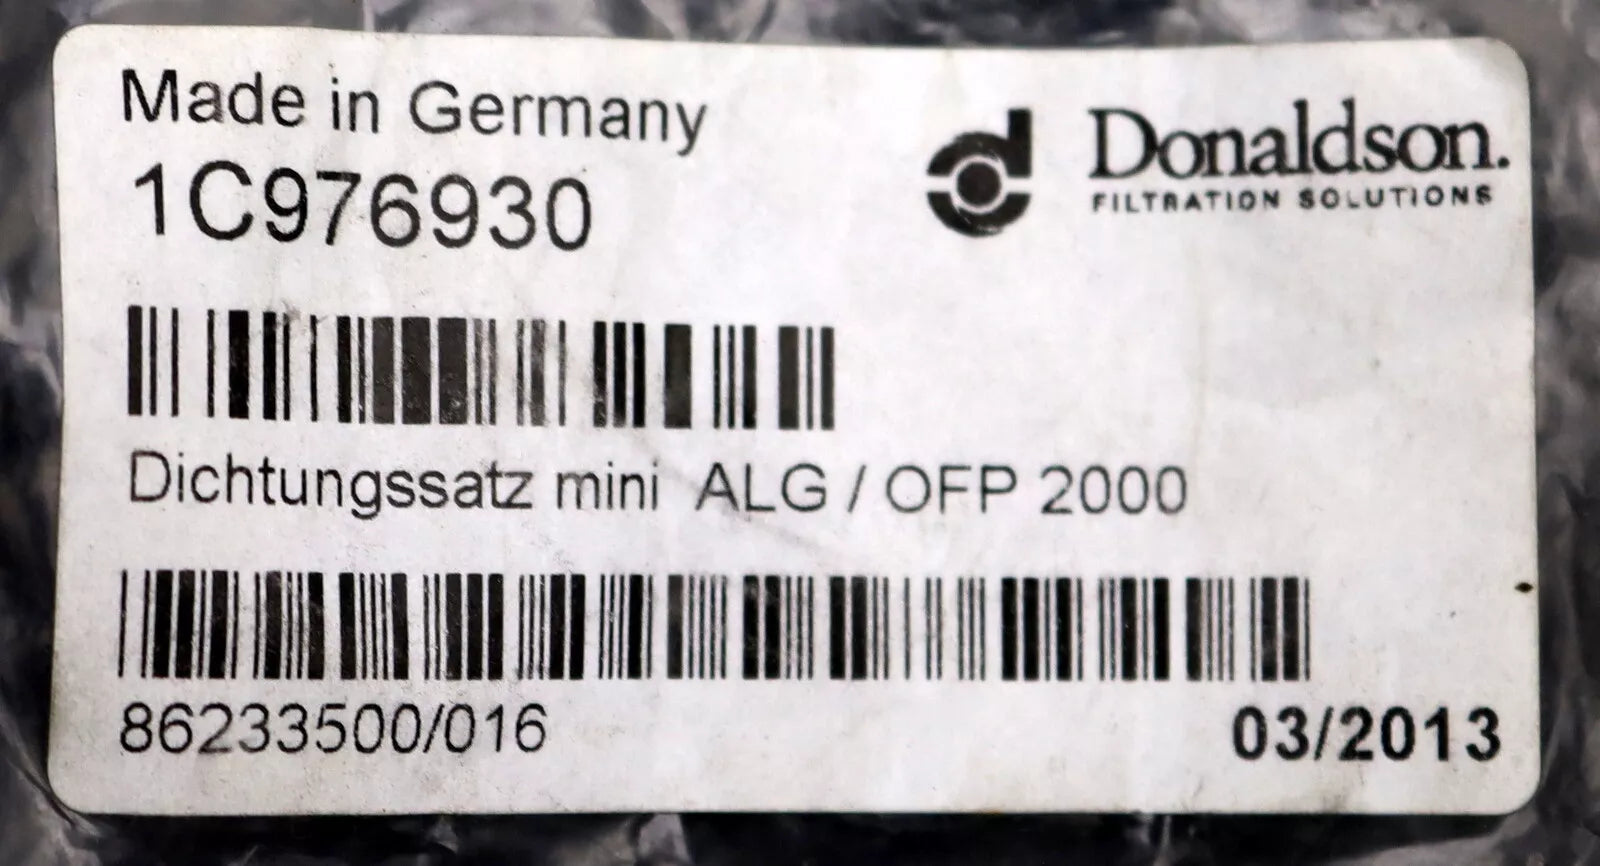 Made in Germany
1C976930
Donaldson.
FILTRATION SOLUTIONS
Dichtungssatz mini ALG / OFP 2000
86233500/016
03/2013